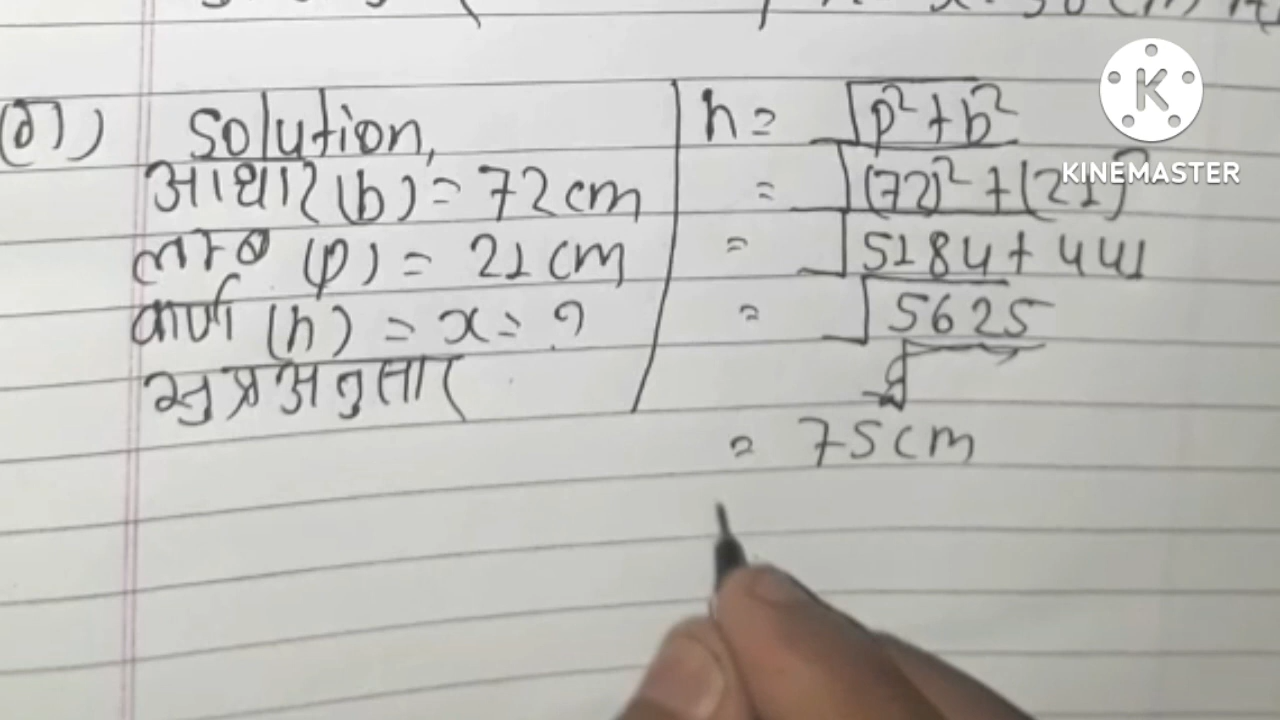 Solution,
आधार (b) = 72 cm
लम्ब (p) = 21 cm
कर्ण (h) = x = ?
सुत्रअनुसार
h = √p² + b²
= √(72)² + (21)²
= √5184 + 441
= √5625
= 75 cm
KINEMASTER